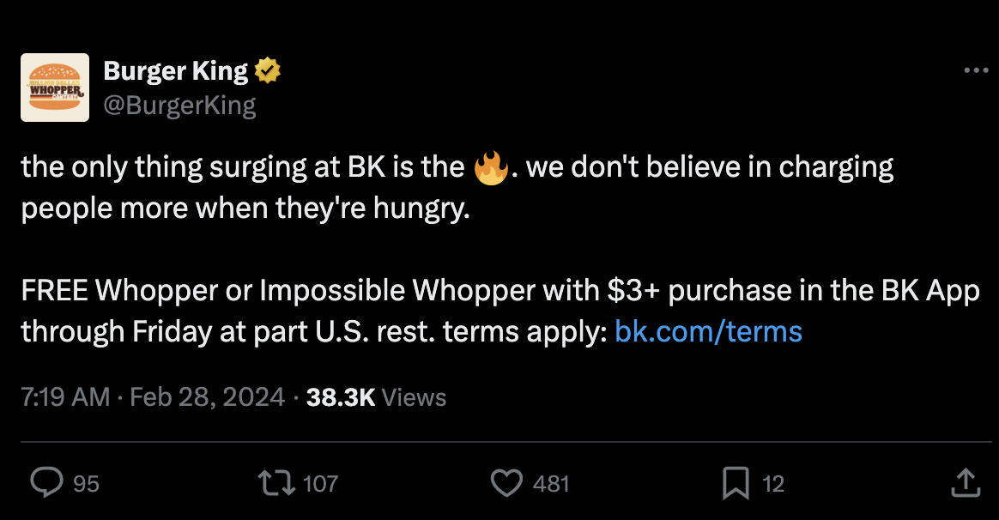 MILLION DOLLAR
WHOPPER
CONTEST
Burger King
@BurgerKing
the only thing surging at BK is the 🔥. we don't believe in charging
people more when they're hungry.
FREE Whopper or Impossible Whopper with $3+ purchase in the BK App
through Friday at part U.S. rest. terms apply: bk.com/terms
7:19 AM · Feb 28, 2024 · 38.3K Views
95 107 481 12